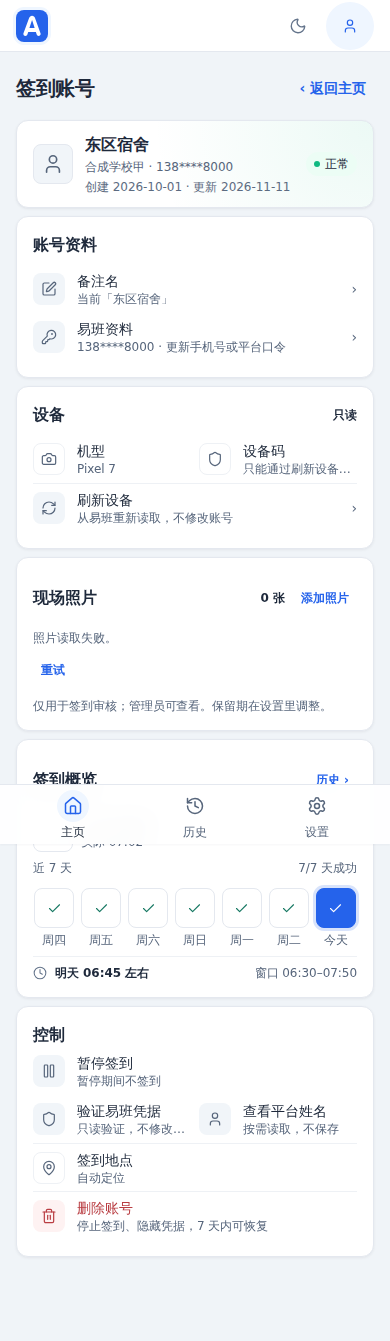 A
签到账号
‹ 返回主页
东区宿舍
合成学校甲 · 138****8000
创建 2026-10-01 · 更新 2026-11-11
正常
账号资料
备注名
当前「东区宿舍」
易班资料
138****8000 · 更新手机号或平台口令
设备
只读
机型
Pixel 7
设备码
只能通过刷新设备…
刷新设备
从易班重新读取，不修改账号
现场照片
0 张
添加照片
照片读取失败。
重试
仅用于签到审核；管理员可查看。保留期在设置里调整。
签到概览
历史 ›
主页
历史
设置
近 7 天
7/7 天成功
周四
周五
周六
周日
周一
周二
今天
明天 06:45 左右
窗口 06:30–07:50
控制
暂停签到
暂停期间不签到
验证易班凭据
只读验证，不修改…
查看平台姓名
按需读取，不保存
签到地点
自动定位
删除账号
停止签到、隐藏凭据，7 天内可恢复